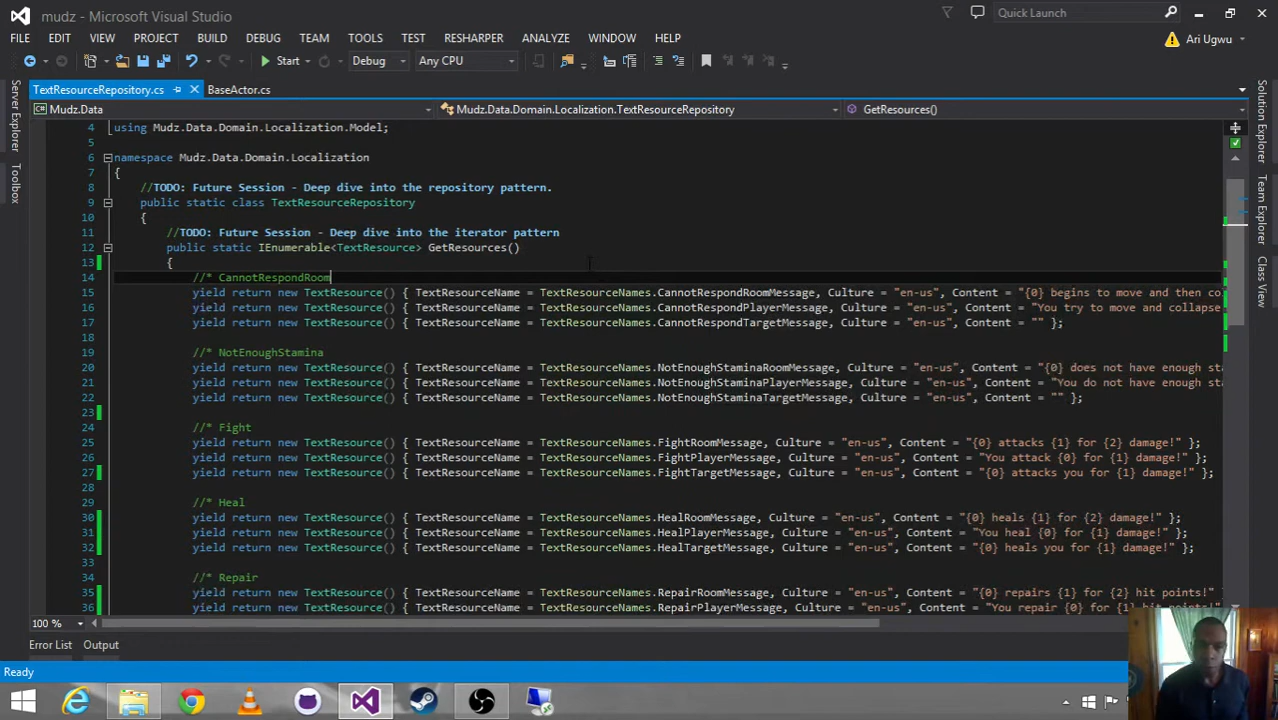 mudz - Microsoft Visual Studio
Quick Launch
FILE EDIT VIEW PROJECT BUILD DEBUG TEAM TOOLS TEST RESHARPER ANALYZE WINDOW HELP
Ari Ugwu
Start Debug Any CPU
TextResourceRepository.cs BaseActor.cs
Mudz.Data Mudz.Data.Domain.Localization.TextResourceRepository GetResources()
Server Explorer
Toolbox
Solution Explorer
Team Explorer
Class View
4 using Mudz.Data.Domain.Localization.Model;
5
6 namespace Mudz.Data.Domain.Localization
7 {
8 //TODO: Future Session - Deep dive into the repository pattern.
9 public static class TextResourceRepository
10 {
11 //TODO: Future Session - Deep dive into the iterator pattern
12 public static IEnumerable<TextResource> GetResources()
13 {
14 //* CannotRespondRoom
15 yield return new TextResource() { TextResourceName = TextResourceNames.CannotRespondRoomMessage, Culture = "en-us", Content = "{0} begins to move and then co
16 yield return new TextResource() { TextResourceName = TextResourceNames.CannotRespondPlayerMessage, Culture = "en-us", Content = "You try to move and collapse
17 yield return new TextResource() { TextResourceName = TextResourceNames.CannotRespondTargetMessage, Culture = "en-us", Content = "" };
18
19 //* NotEnoughStamina
20 yield return new TextResource() { TextResourceName = TextResourceNames.NotEnoughStaminaRoomMessage, Culture = "en-us", Content = "{0} does not have enough sta
21 yield return new TextResource() { TextResourceName = TextResourceNames.NotEnoughStaminaPlayerMessage, Culture = "en-us", Content = "You do not have enough sta
22 yield return new TextResource() { TextResourceName = TextResourceNames.NotEnoughStaminaTargetMessage, Culture = "en-us", Content = "" };
23
24 //* Fight
25 yield return new TextResource() { TextResourceName = TextResourceNames.FightRoomMessage, Culture = "en-us", Content = "{0} attacks {1} for {2} damage!" };
26 yield return new TextResource() { TextResourceName = TextResourceNames.FightPlayerMessage, Culture = "en-us", Content = "You attack {0} for {1} damage!" };
27 yield return new TextResource() { TextResourceName = TextResourceNames.FightTargetMessage, Culture = "en-us", Content = "{0} attacks you for {1} damage!" };
28
29 //* Heal
30 yield return new TextResource() { TextResourceName = TextResourceNames.HealRoomMessage, Culture = "en-us", Content = "{0} heals {1} for {2} damage!" };
31 yield return new TextResource() { TextResourceName = TextResourceNames.HealPlayerMessage, Culture = "en-us", Content = "You heal {0} for {1} damage!" };
32 yield return new TextResource() { TextResourceName = TextResourceNames.HealTargetMessage, Culture = "en-us", Content = "{0} heals you for {1} damage!" };
33
34 //* Repair
35 yield return new TextResource() { TextResourceName = TextResourceNames.RepairRoomMessage, Culture = "en-us", Content = "{0} repairs {1} for {2} hit points!" };
36 yield return new TextResource() { TextResourceName = TextResourceNames.RepairPlayerMessage, Culture = "en-us", Content = "You repair {0} for {1} hit points!"
100 %
Error List Output
Ready